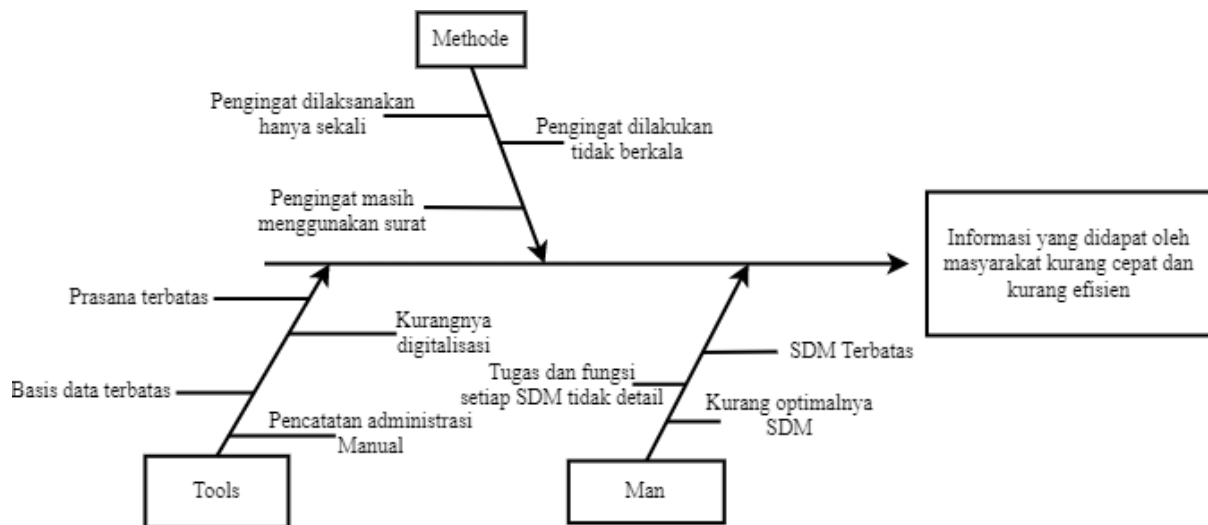 Methode
Pengingat dilaksanakan
hanya sekali
Pengingat dilakukan
tidak berkala
Pengingat masih
menggunakan surat
Informasi yang didapat oleh
masyarakat kurang cepat dan
kurang efisien
Prasana terbatas
Kurangnya
digitalisasi
Basis data terbatas
Pencatatan administrasi
Manual
Tools
SDM Terbatas
Tugas dan fungsi
setiap SDM tidak detail
Kurang optimalnya
SDM
Man